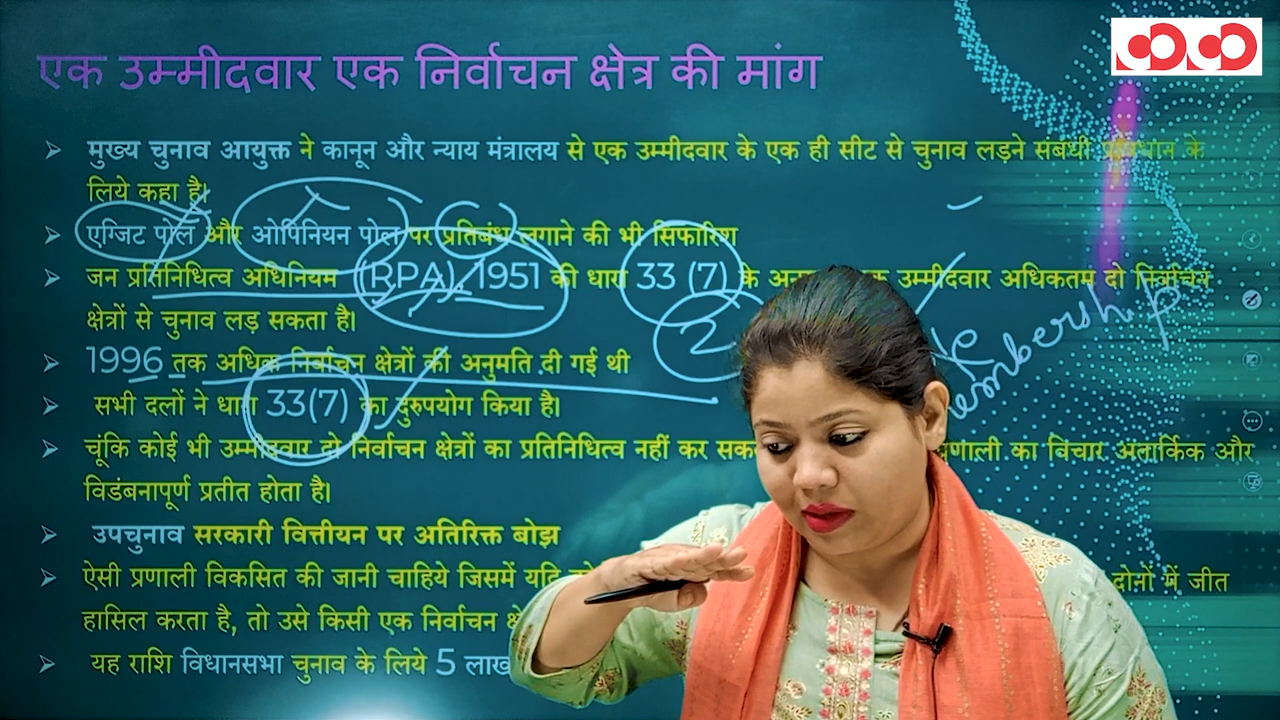 एक उम्मीदवार एक निर्वाचन क्षेत्र की मांग
मुख्य चुनाव आयुक्त ने कानून और न्याय मंत्रालय से एक उम्मीदवार के एक ही सीट से चुनाव लड़ने संबंधी के
लिये कहा है।
एग्जिट पोल और ओपिनियन पोल पर प्रतिबंध लगाने की भी सिफारिश
जन प्रतिनिधित्व अधिनियम (RPA), 1951 की धारा 33 (7) के उम्मीदवार अधिकतम दो निर्वाचन
क्षेत्रों से चुनाव लड़ सकता है।
2
1996 तक अधिक निर्वाचन क्षेत्रों की अनुमति दी गई थी
सभी दलों ने धारा 33(7) का दुरुपयोग किया है।
चूंकि कोई भी उम्मीदवार दो निर्वाचन क्षेत्रों का प्रतिनिधित्व नहीं कर का विचार अतार्किक और
विडंबनापूर्ण प्रतीत होता है।
उपचुनाव सरकारी वित्तीयन पर अतिरिक्त बोझ
ऐसी प्रणाली विकसित की जानी चाहिये जिसमें यदि दोनों में जीत
हासिल करता है, तो उसे किसी एक निर्वाचन
यह राशि विधानसभा चुनाव के लिये 5 लाख